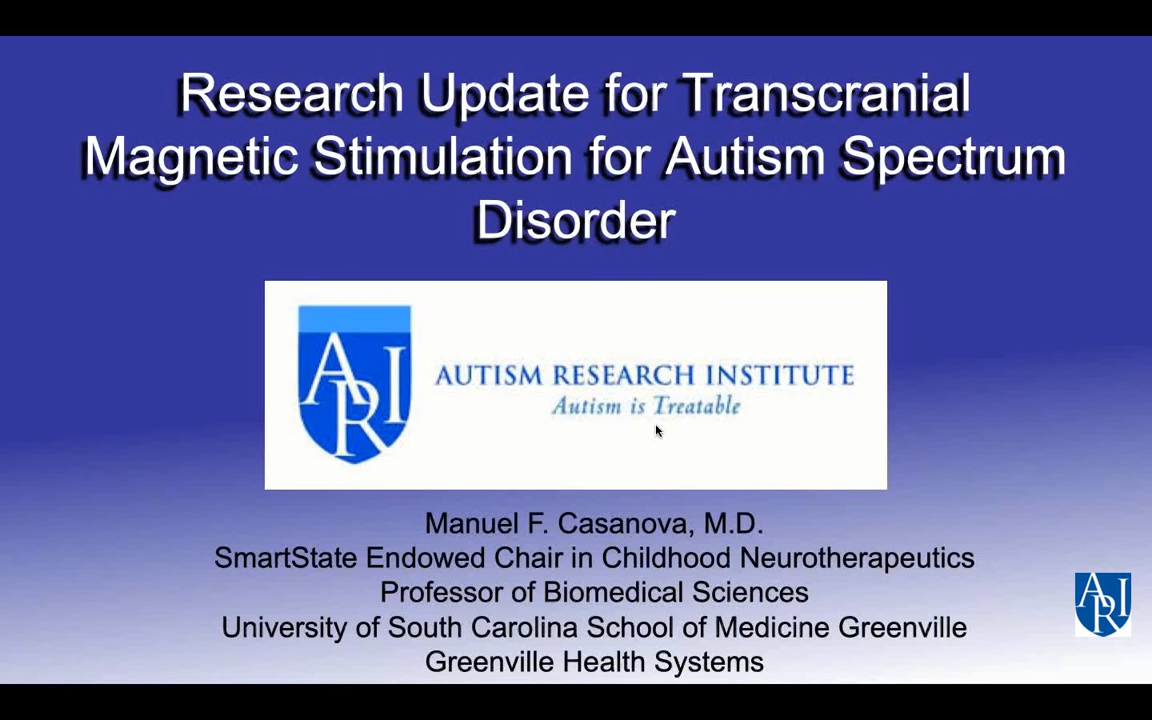 Research Update for Transcranial
Magnetic Stimulation for Autism Spectrum
Disorder
ARI
AUTISM RESEARCH INSTITUTE
Autism is Treatable
Manuel F. Casanova, M.D.
SmartState Endowed Chair in Childhood Neurotherapeutics
Professor of Biomedical Sciences
University of South Carolina School of Medicine Greenville
Greenville Health Systems
ARI